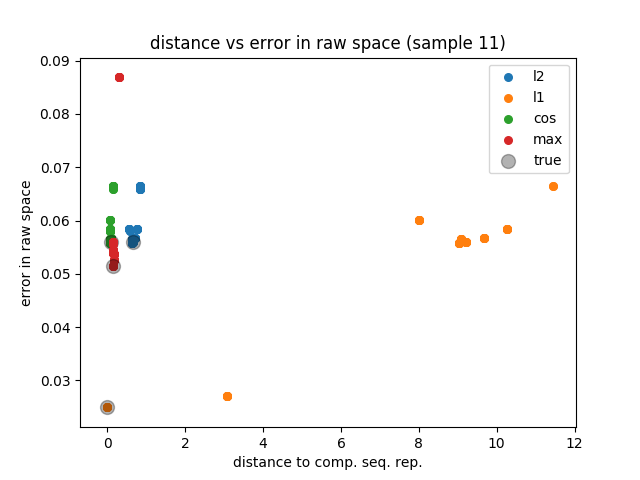 distance vs error in raw space (sample 11)
0.09
0.08
0.07
0.06
0.05
0.04
0.03
error in raw space
l2
l1
cos
max
true
0 2 4 6 8 10 12
distance to comp. seq. rep.